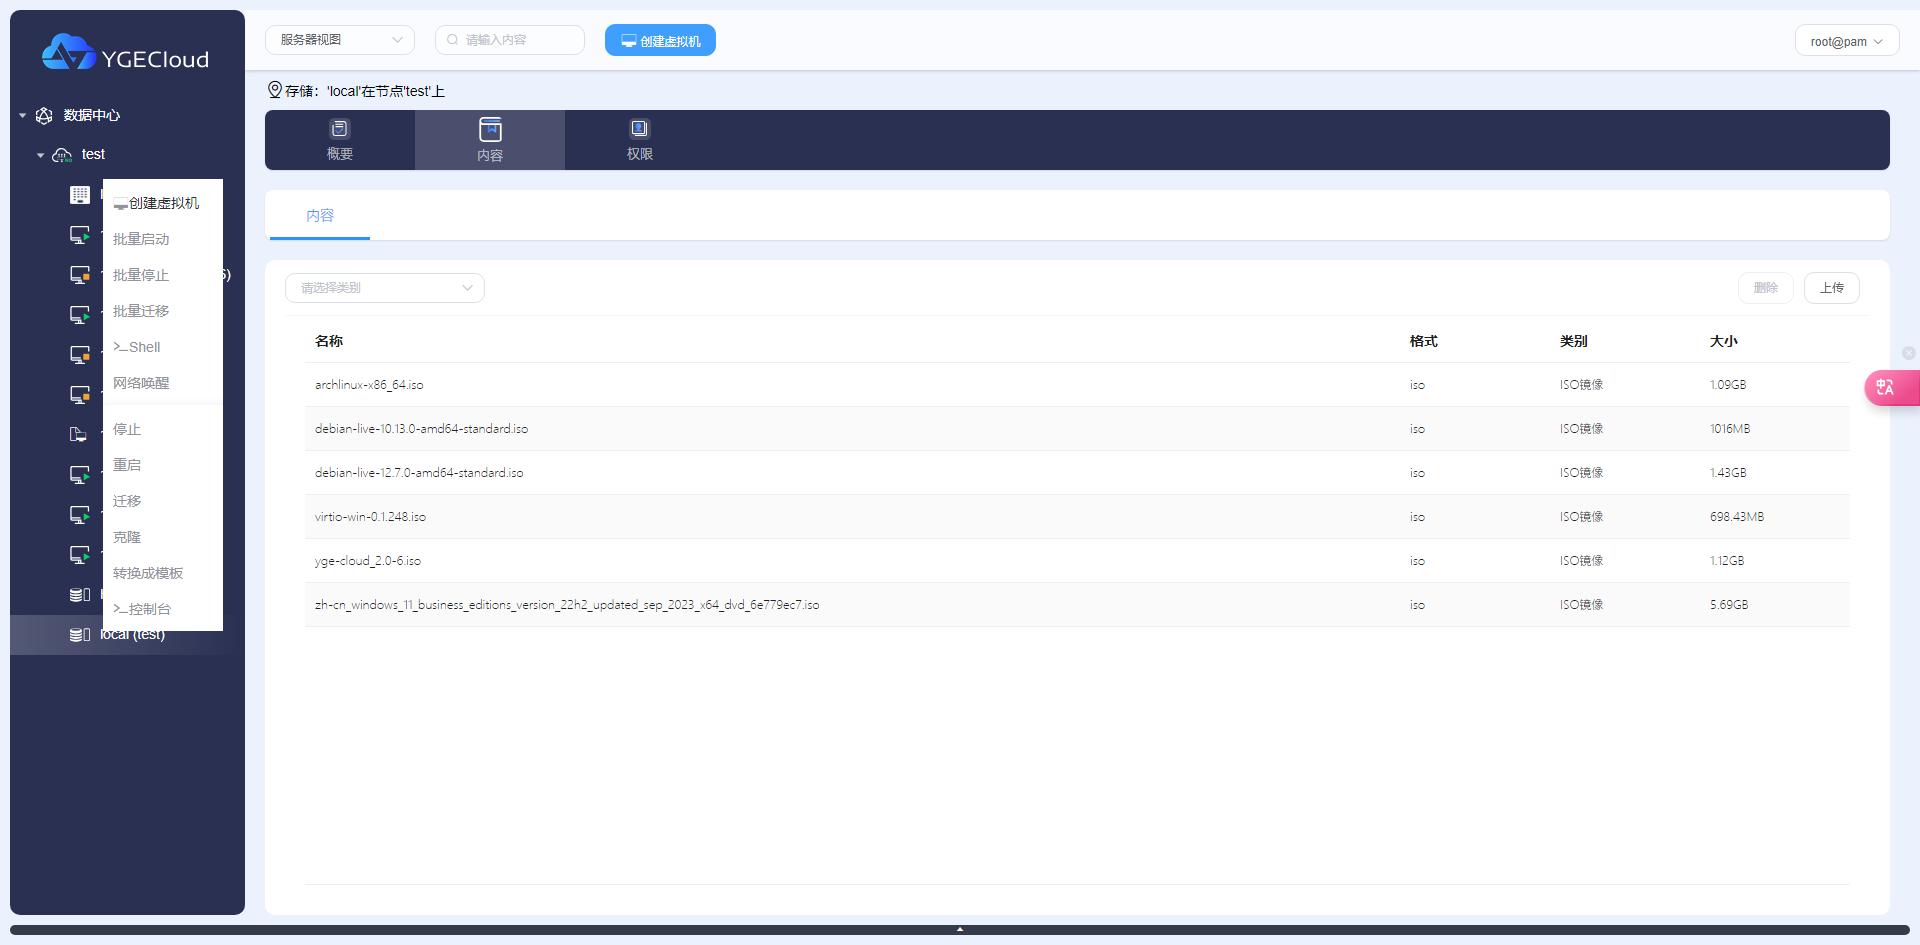 YGECloud
服务器视图
请输入内容
创建虚拟机
root@pam
存储："local'在节点'test'上
数据中心
test
创建虚拟机
批量启动
批量停止
批量迁移
>_Shell
网络唤醒
停止
重启
迁移
克隆
转换成模板
>_控制台
local (test)
概要
内容
权限
内容
请选择类别
删除
上传
名称 格式 类别 大小
archlinux-x86_64.iso iso ISO镜像 1.09GB
debian-live-10.13.0-amd64-standard.iso iso ISO镜像 1016MB
debian-live-12.7.0-amd64-standard.iso iso ISO镜像 1.43GB
virtio-win-0.1.248.iso iso ISO镜像 698.43MB
yge-cloud_2.0-6.iso iso ISO镜像 1.12GB
zh-cn_windows_11_business_editions_version_22h2_updated_sep_2023_x64_dvd_6e779ec7.iso iso ISO镜像 5.69GB